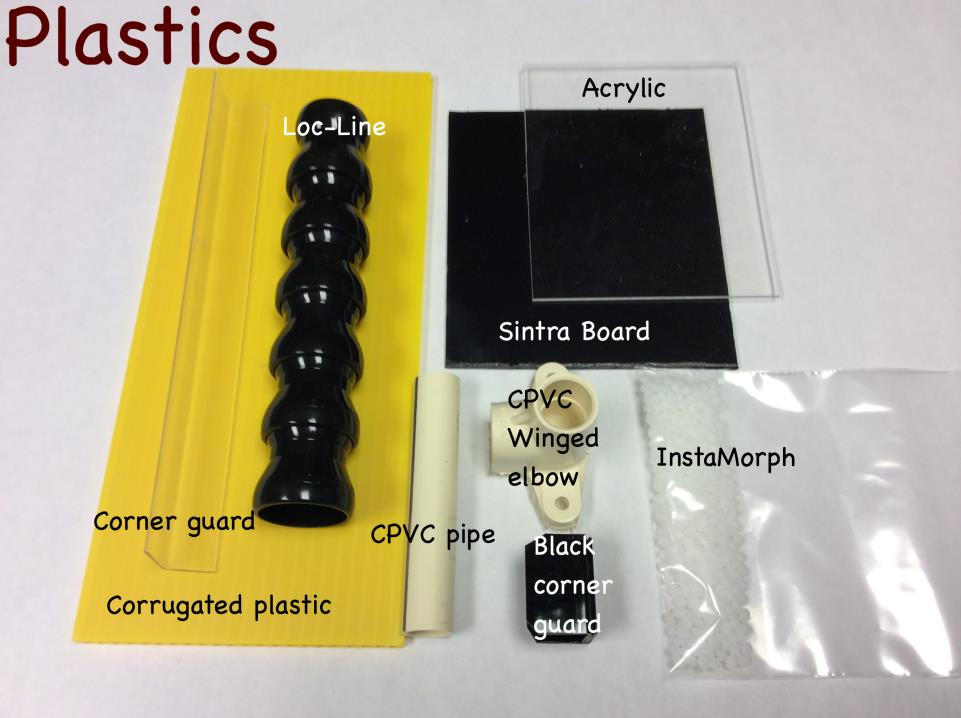 Plastics
Acrylic
Loc-Line
Sintra Board
CPVC
Winged
elbow
InstaMorph
Corner guard
CPVC pipe
Black
corner
guard
Corrugated plastic